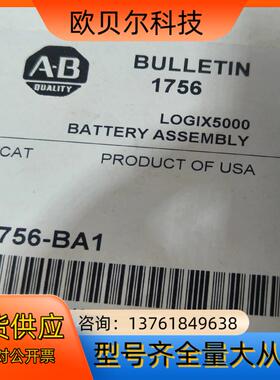 欧贝尔科技
A-B
QUALITY
BULLETIN
1756
LOGIX5000
BATTERY ASSEMBLY
CAT
PRODUCT OF USA
756-BA1
咨询：13761849638
型号齐全量大从